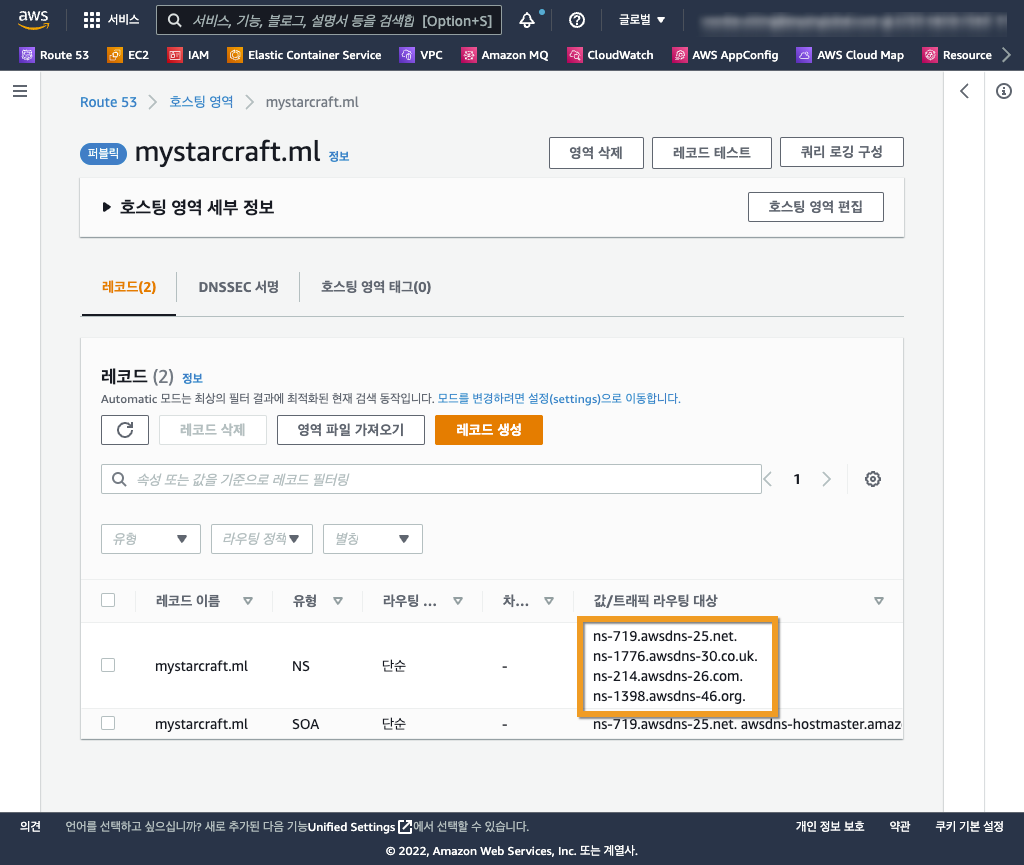 aws 서비스 서비스, 기능, 블로그, 설명서 등을 검색합 [Option+S] 글로벌
Route 53 EC2 IAM Elastic Container Service VPC Amazon MQ CloudWatch AWS AppConfig AWS Cloud Map Resource
Route 53 호스팅 영역 mystarcraft.ml
퍼블릭 mystarcraft.ml 정보 영역 삭제 레코드 테스트 쿼리 로깅 구성
호스팅 영역 세부 정보 호스팅 영역 편집
레코드(2) DNSSEC 서명 호스팅 영역 태그(0)
레코드 (2) 정보
Automatic 모드는 최상의 필터 결과에 최적화된 현재 검색 동작입니다. 모드를 변경하려면 설정(settings)으로 이동합니다.
레코드 삭제 영역 파일 가져오기 레코드 생성
속성 또는 값을 기준으로 레코드 필터링 1
유형 라우팅 정책 별칭
레코드 이름 유형 라우팅 ... 차... 값/트래픽 라우팅 대상
ns-719.awsdns-25.net.
ns-1776.awsdns-30.co.uk.
mystarcraft.ml NS 단순 -
ns-214.awsdns-26.com.
ns-1398.awsdns-46.org.
mystarcraft.ml SOA 단순 - ns-719.awsdns-25.net. awsdns-hostmaster.amaz
의견 언어를 선택하고 싶으십니까? 새로 추가된 다음 기능Unified Settings에서 선택할 수 있습니다. 개인 정보 보호 약관 쿠키 기본 설정
© 2022, Amazon Web Services, Inc. 또는 계열사.